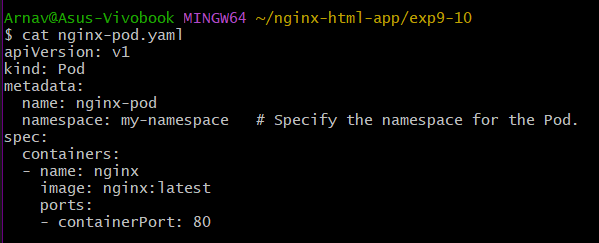 Arnav@Asus-Vivobook MINGW64 ~/nginx-html-app/exp9-10
$ cat nginx-pod.yaml
apiVersion: v1
kind: Pod
metadata:
  name: nginx-pod
  namespace: my-namespace   # Specify the namespace for the Pod.
spec:
  containers:
  - name: nginx
    image: nginx:latest
    ports:
    - containerPort: 80